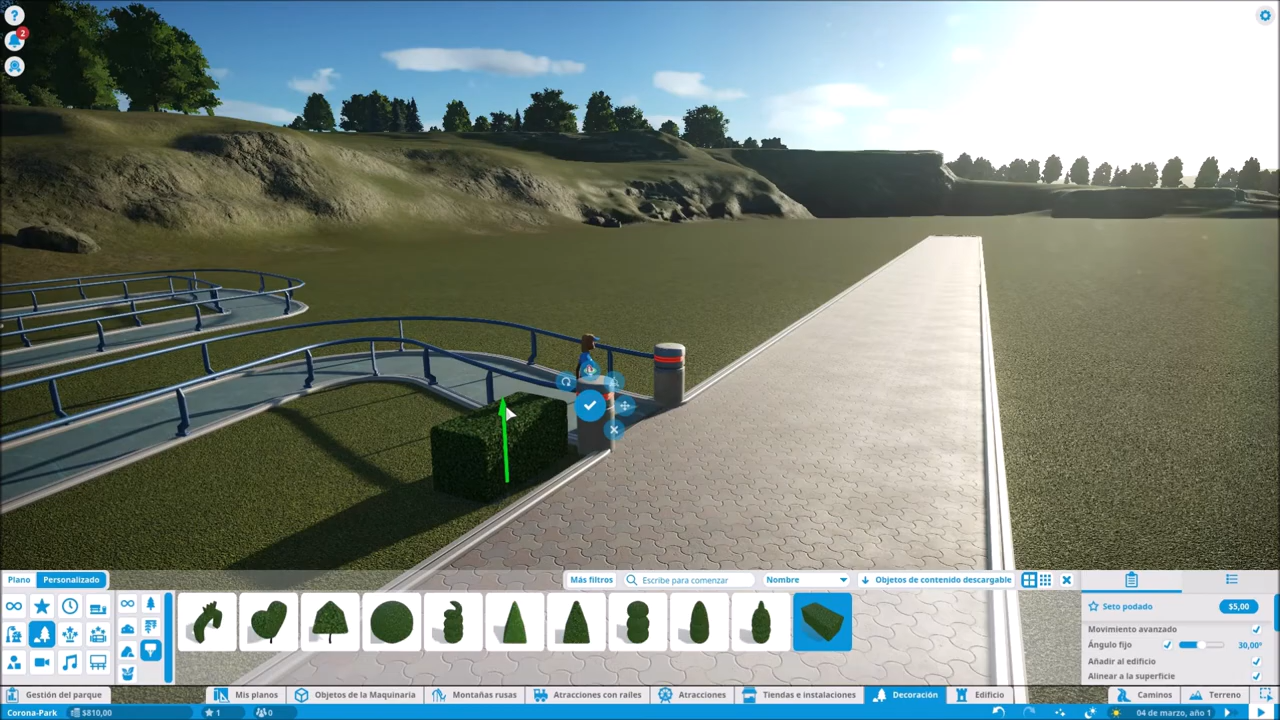 ?
2
Plano
Personalizado
Más filtros
Escribe para comenzar
Nombre
Objetos de contenido descargable
Seto podado
$5,00
Movimiento avanzado
Ángulo fijo
30,00°
Añadir al edificio
Alinear a la superficie
Gestión del parque
Mis planos
Objetos de la Maquinaria
Montañas rusas
Atracciones con raíles
Atracciones
Tiendas e instalaciones
Decoración
Edificio
Caminos
Terreno
Corona-Park
$810,00
1
0
04 de marzo, año 1